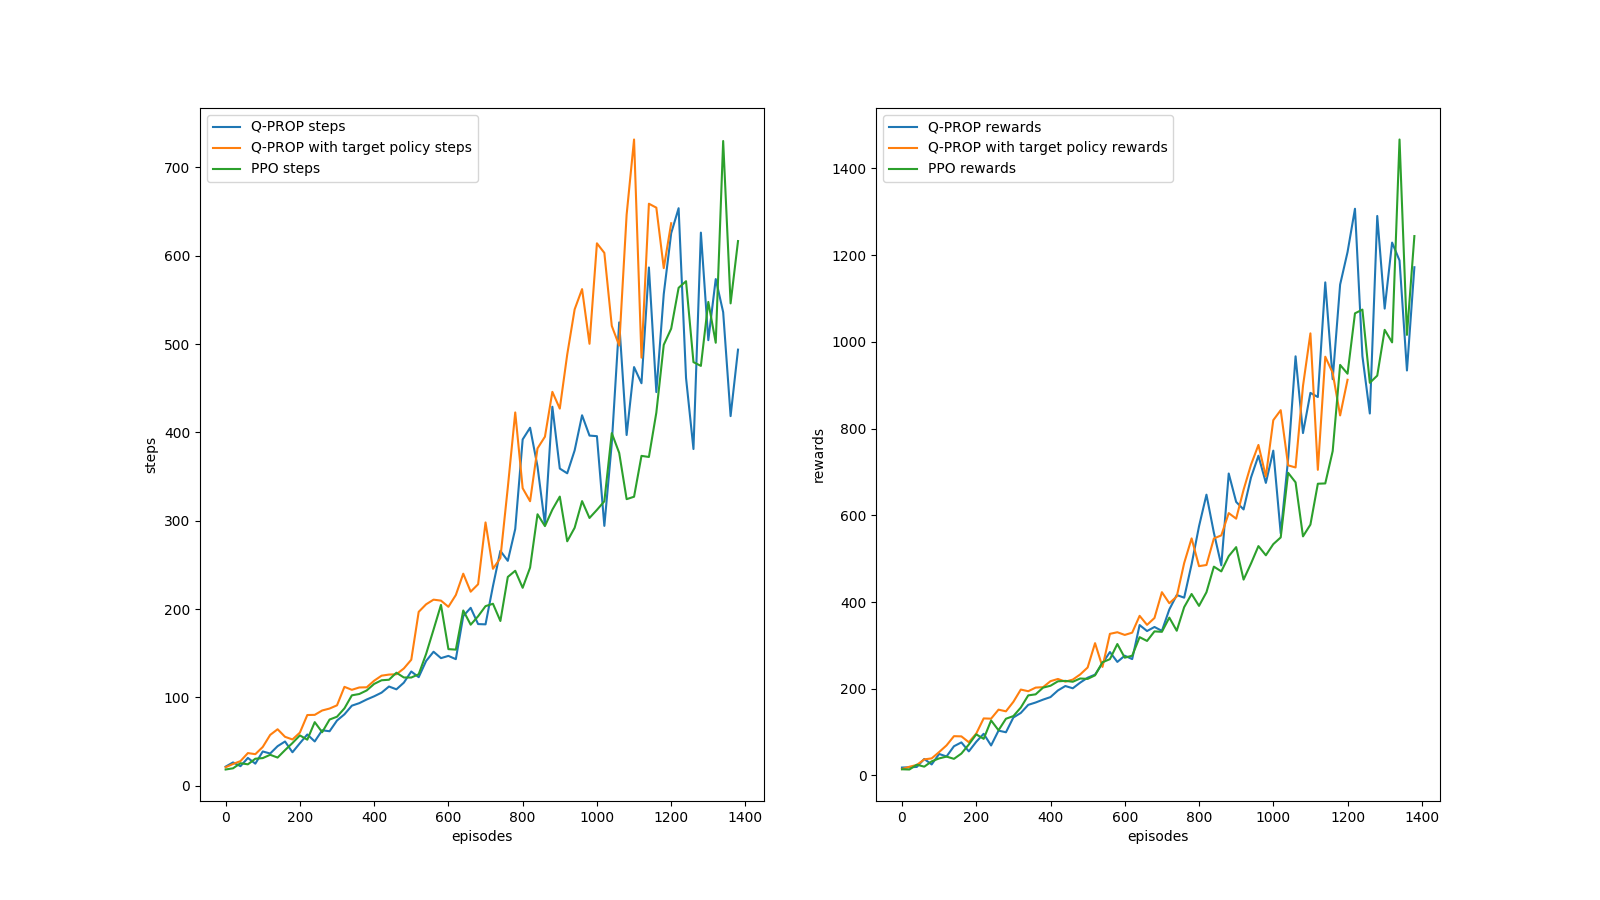 Q-PROP steps
Q-PROP with target policy steps
PPO steps
700
600
500
400
300
200
100
0
steps
0 200 400 600 800 1000 1200 1400
episodes
Q-PROP rewards
Q-PROP with target policy rewards
PPO rewards
1400
1200
1000
800
600
400
200
0
rewards
0 200 400 600 800 1000 1200 1400
episodes